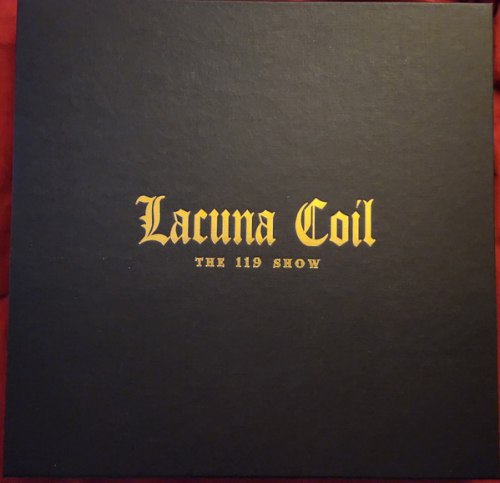 Lacuna Coil
THE 119 SHOW